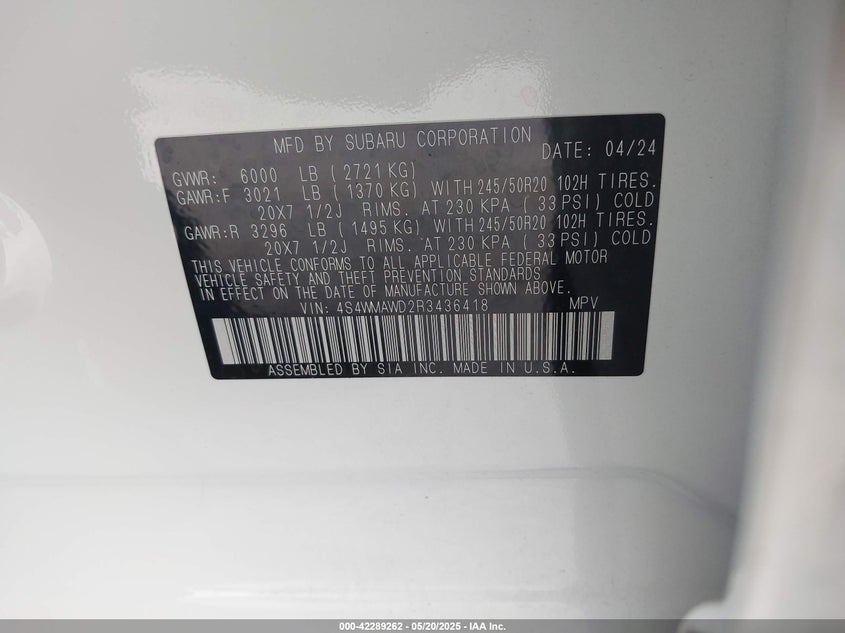 MFD BY SUBARU CORPORATION DATE: 04/24
GVWR: 6000 LB ( 2721 KG)
GAWR:F 3021 LB ( 1370 KG) WITH 245/50R20 102H TIRES.
20X7 1/2J RIMS. AT 230 KPA ( 33 PSI) COLD
GAWR:R 3296 LB ( 1495 KG) WITH 245/50R20 102H TIRES.
20X7 1/2J RIMS. AT 230 KPA ( 33 PSI) COLD
THIS VEHICLE CONFORMS TO ALL APPLICABLE FEDERAL MOTOR
VEHICLE SAFETY AND THEFT PREVENTION STANDARDS
IN EFFECT ON THE DATE OF MANUFACTURE SHOWN ABOVE.
VIN: 4S4WMAWD2R3436418 MPV
ASSEMBLED BY SIA INC. MADE IN U.S.A.
000-42289262 - 05/20/2025 - IAA Inc.